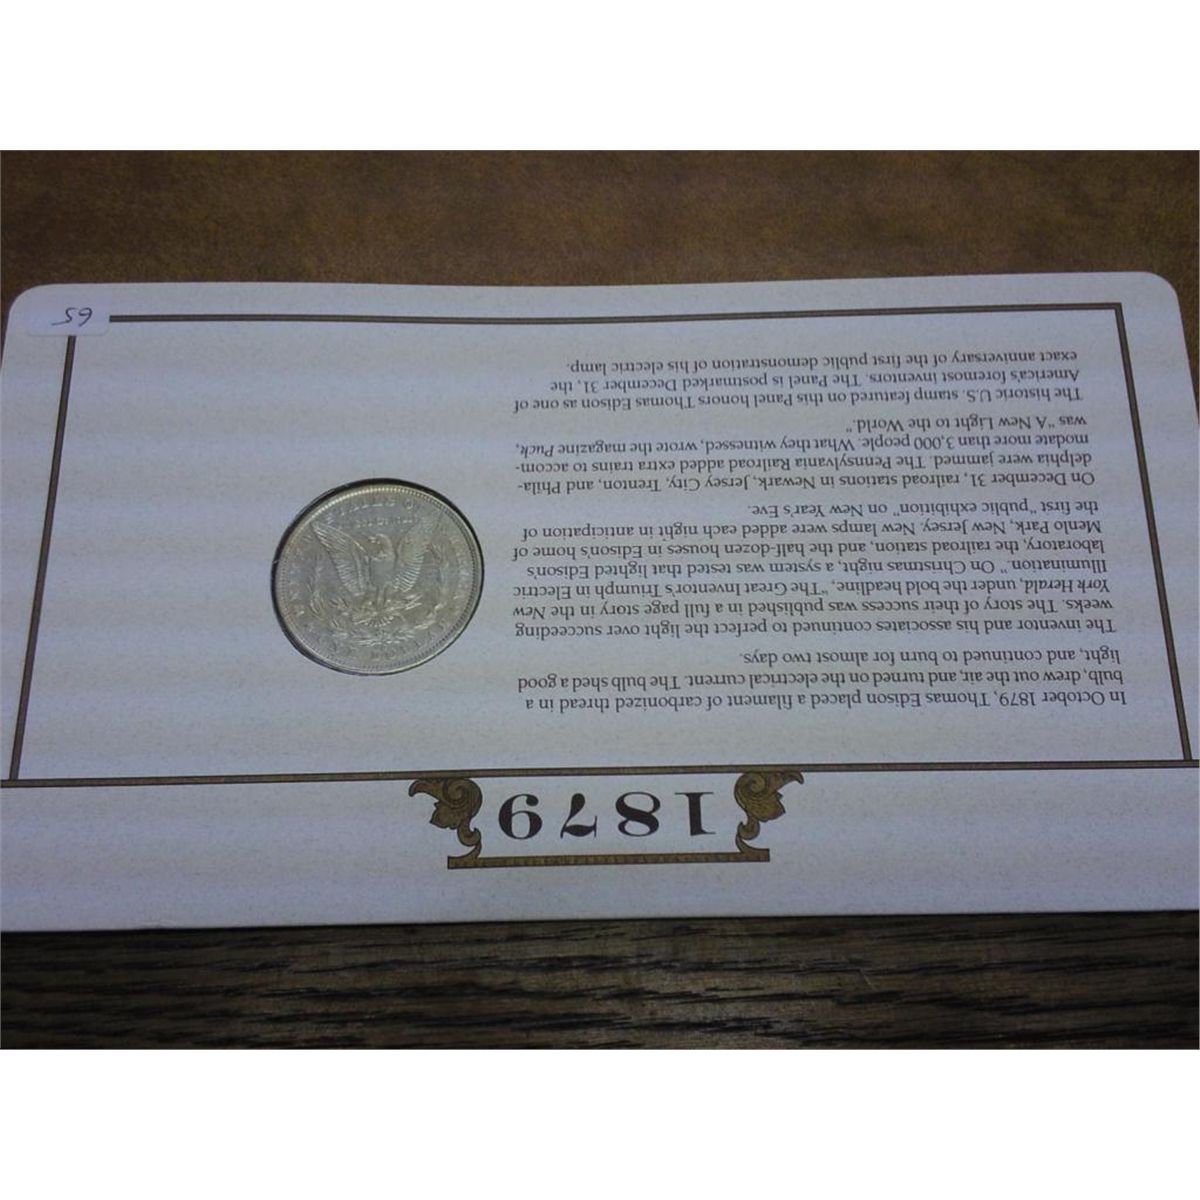 1879
In October 1879, Thomas Edison placed a filament of carbonized thread in a
bulb, drew out the air, and turned on the electrical current. The bulb shed a good
light, and continued to burn for almost two days.
The inventor and his associates continued to perfect the light over succeeding
weeks. The story of their success was published in a full page story in the New
York Herald, under the bold headline, "The Great Inventor's Triumph in Electric
Illumination." On Christmas night, a system was tested that lighted Edison's
laboratory, the railroad station, and the half-dozen houses in Edison's home of
Menlo Park, New Jersey. New lamps were added each night in anticipation of
the first "public exhibition" on New Year's Eve.
On December 31, railroad stations in Newark, Jersey City, Trenton, and Phila-
delphia were jammed. The Pennsylvania Railroad added extra trains to accom-
modate more than 3,000 people. What they witnessed, wrote the magazine Puck,
was "A New Light to the World."
The historic U.S. stamp featured on this Panel honors Thomas Edison as one of
America's foremost inventors. The Panel is postmarked December 31, the
exact anniversary of the first public demonstration of his electric lamp.
65